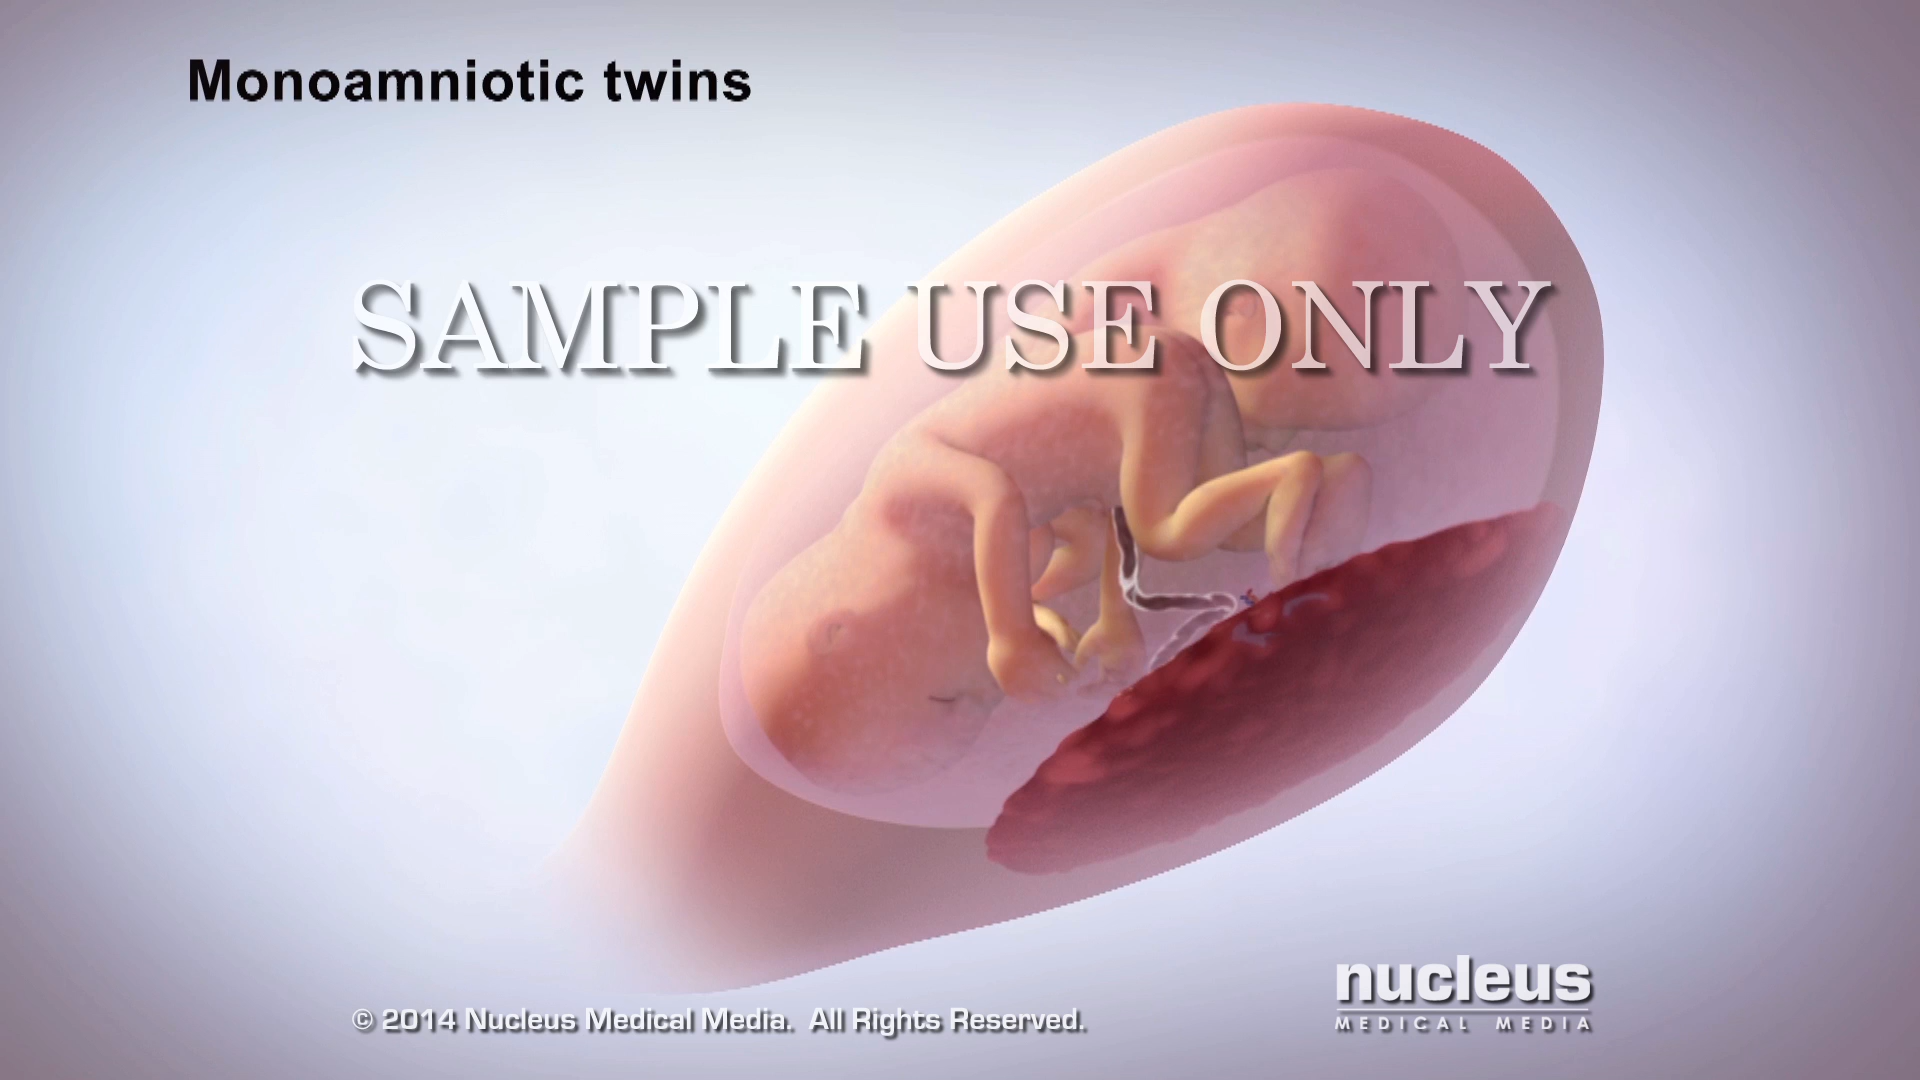 Monoamniotic twins
SAMPLE USE ONLY
© 2014 Nucleus Medical Media. All Rights Reserved.
nucleus
MEDICAL MEDIA